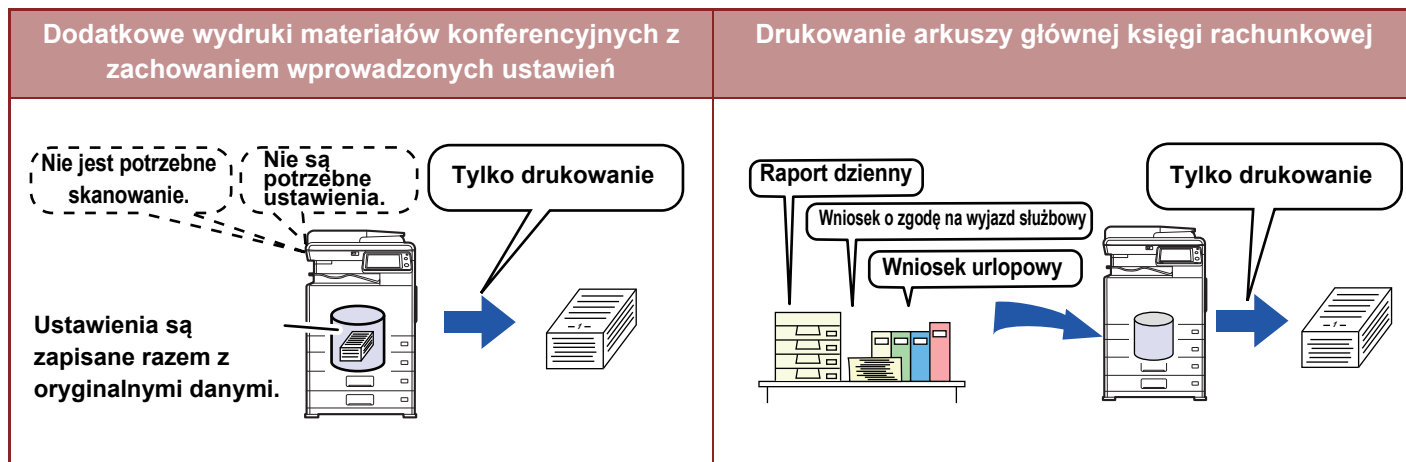 Dodatkowe wydruki materiałów konferencyjnych z
zachowaniem wprowadzonych ustawień
Drukowanie arkuszy głównej księgi rachunkowej
Nie jest potrzebne
skanowanie.
Nie są
potrzebne
ustawienia.
Tylko drukowanie
Ustawienia są
zapisane razem z
oryginalnymi danymi.
-1-
Raport dzienny
Wniosek o zgodę na wyjazd służbowy
Wniosek urlopowy
Tylko drukowanie
-1-